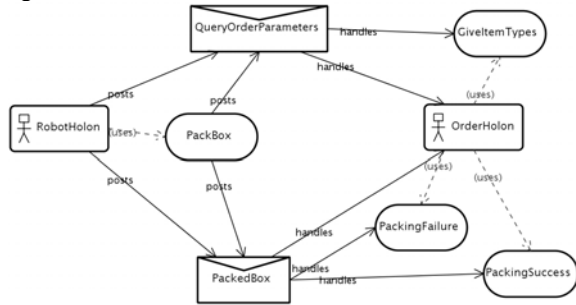 QueryOrderParameters
handles
GiveItemTypes
handles
posts
posts
(uses)
RobotHolon
(uses)
PackBox
OrderHolon
(uses)
(uses)
posts
posts
handles
PackingFailure
handles
handles
PackedBox
PackingSuccess